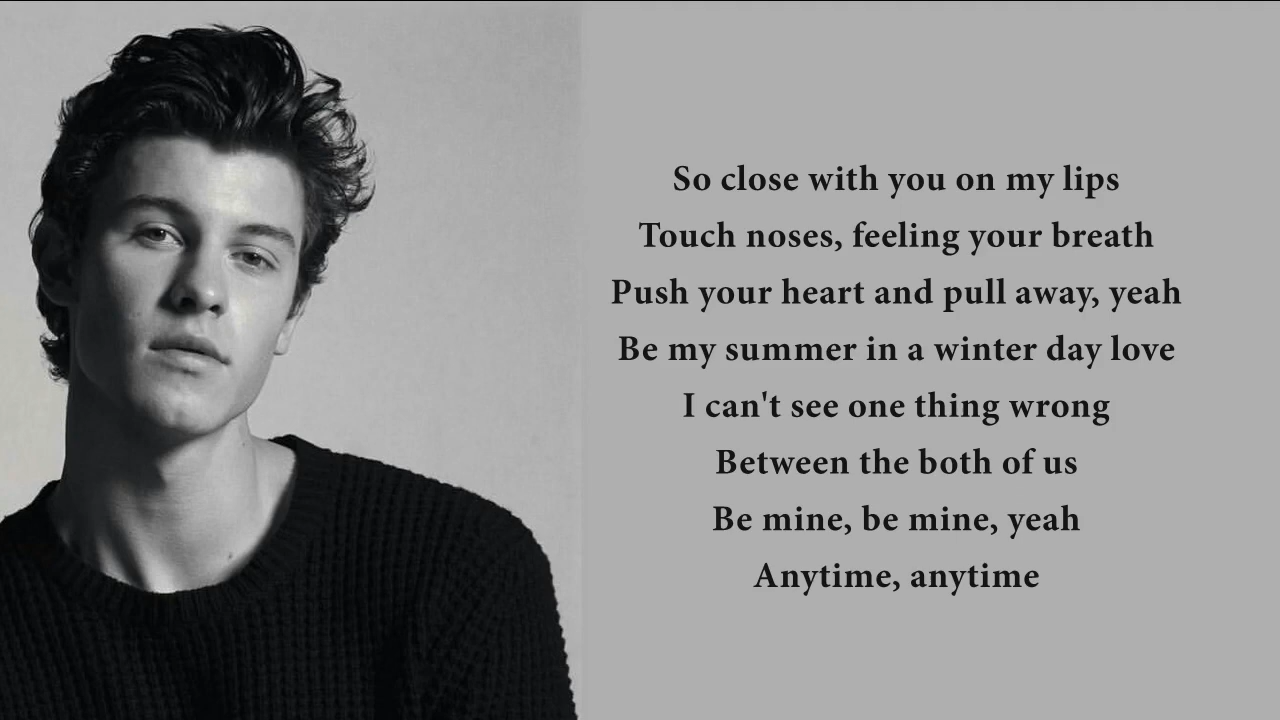 So close with you on my lips
Touch noses, feeling your breath
Push your heart and pull away, yeah
Be my summer in a winter day love
I can't see one thing wrong
Between the both of us
Be mine, be mine, yeah
Anytime, anytime